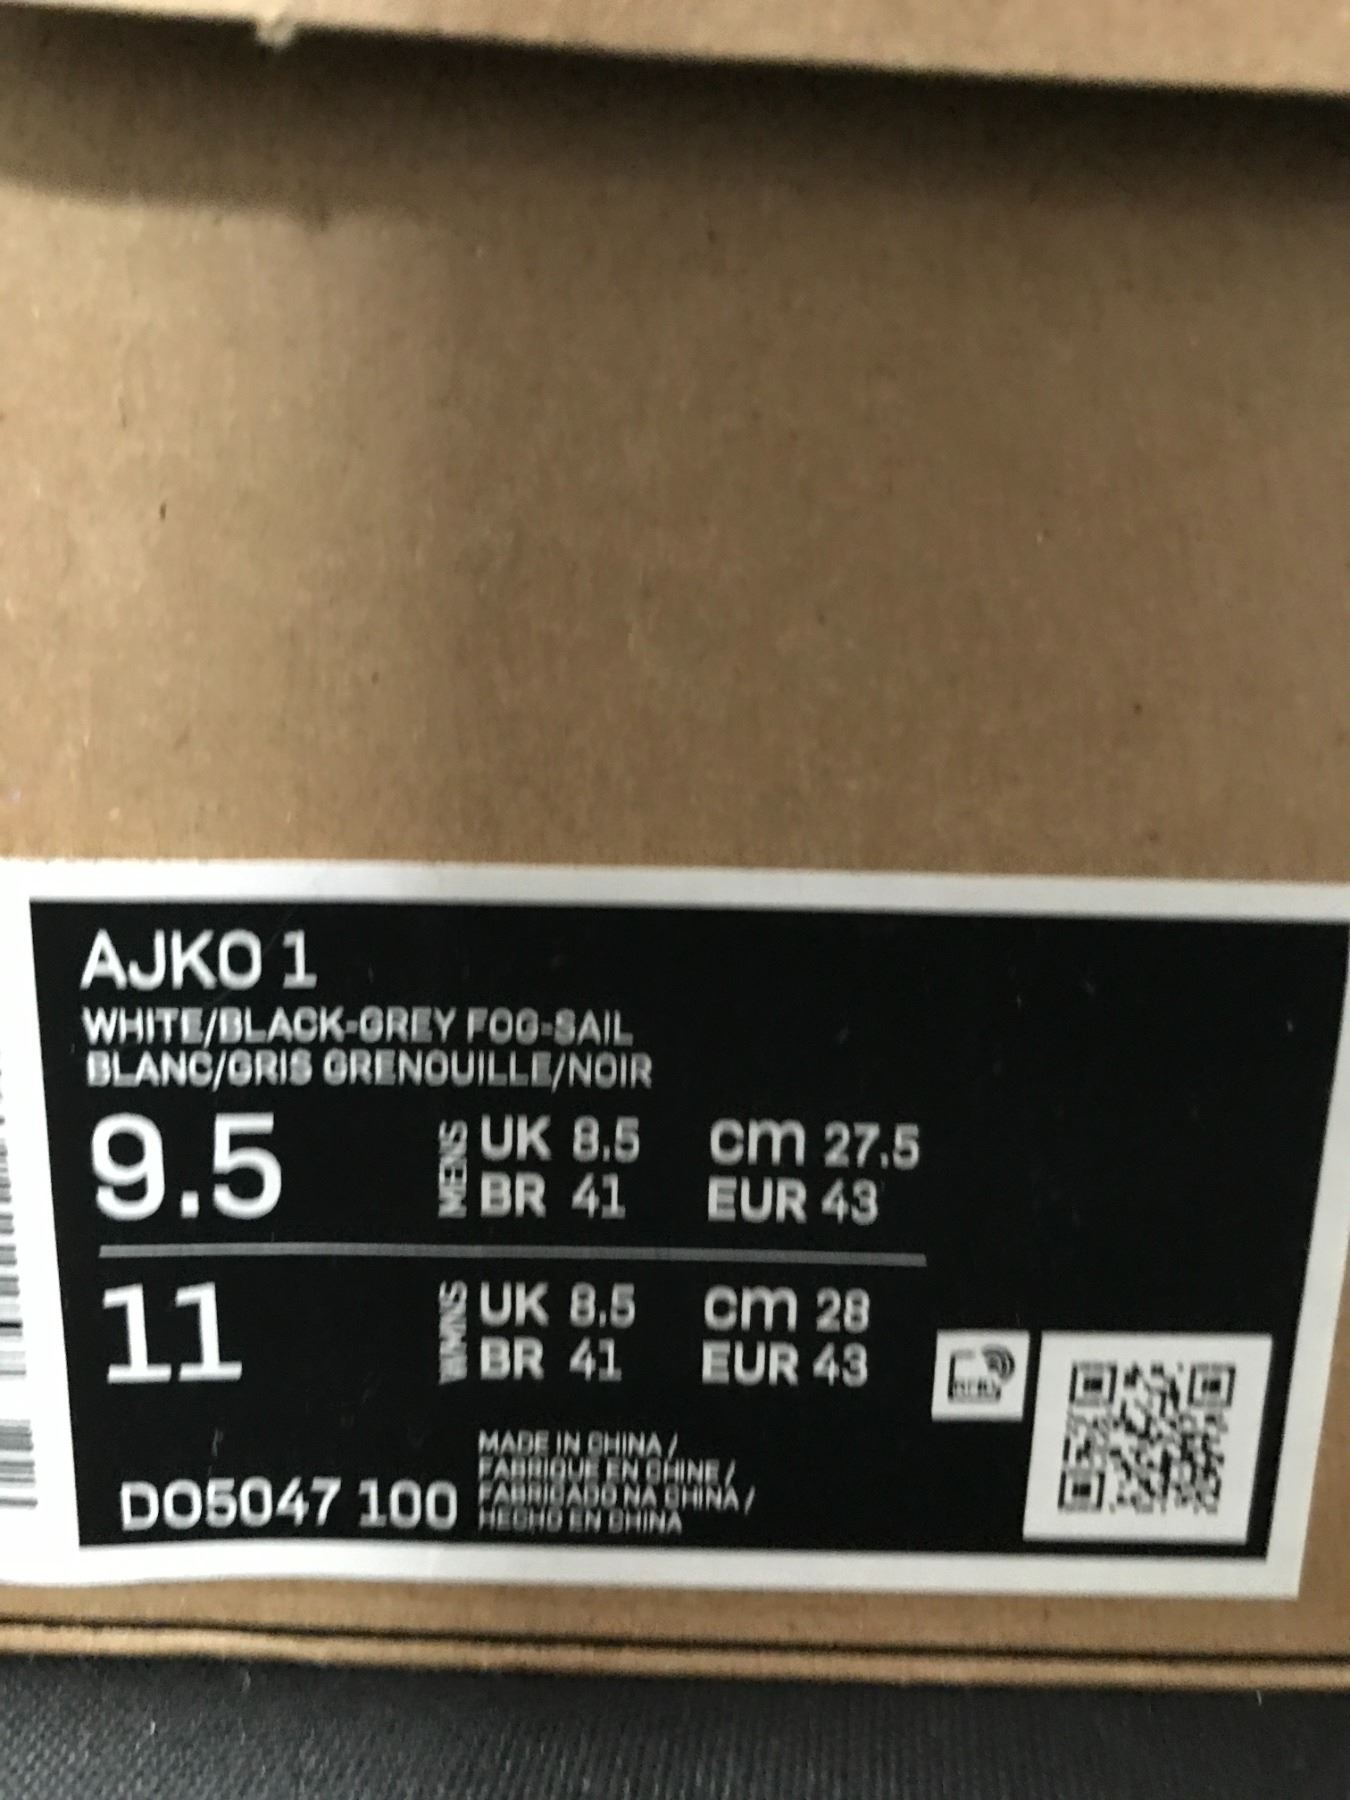 AJKO 1
WHITE/BLACK-GREY FOG-SAIL
BLANC/GRIS GRENOUILLE/NOIR
9.5 MENS UK 8.5 cm 27.5
BR 41 EUR 43
11 WMNS UK 8.5 cm 28
BR 41 EUR 43
MADE IN CHINA /
FABRIQUÉ EN CHINE /
FABRICADO NA CHINA /
HECHO EN CHINA
DO5047 100